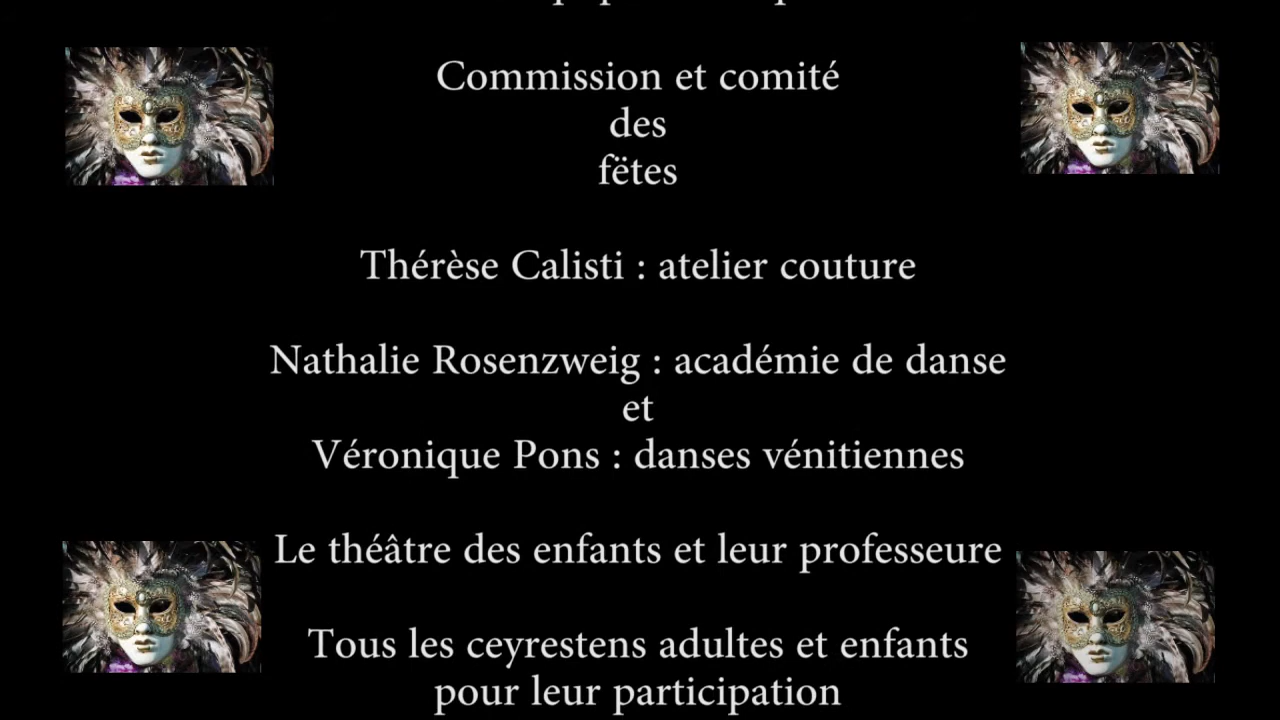 Commission et comité
des
fëtes
Thérèse Calisti : atelier couture
Nathalie Rosenzweig : académie de danse
et
Véronique Pons : danses vénitiennes
Le théâtre des enfants et leur professeure
Tous les ceyrestens adultes et enfants
pour leur participation